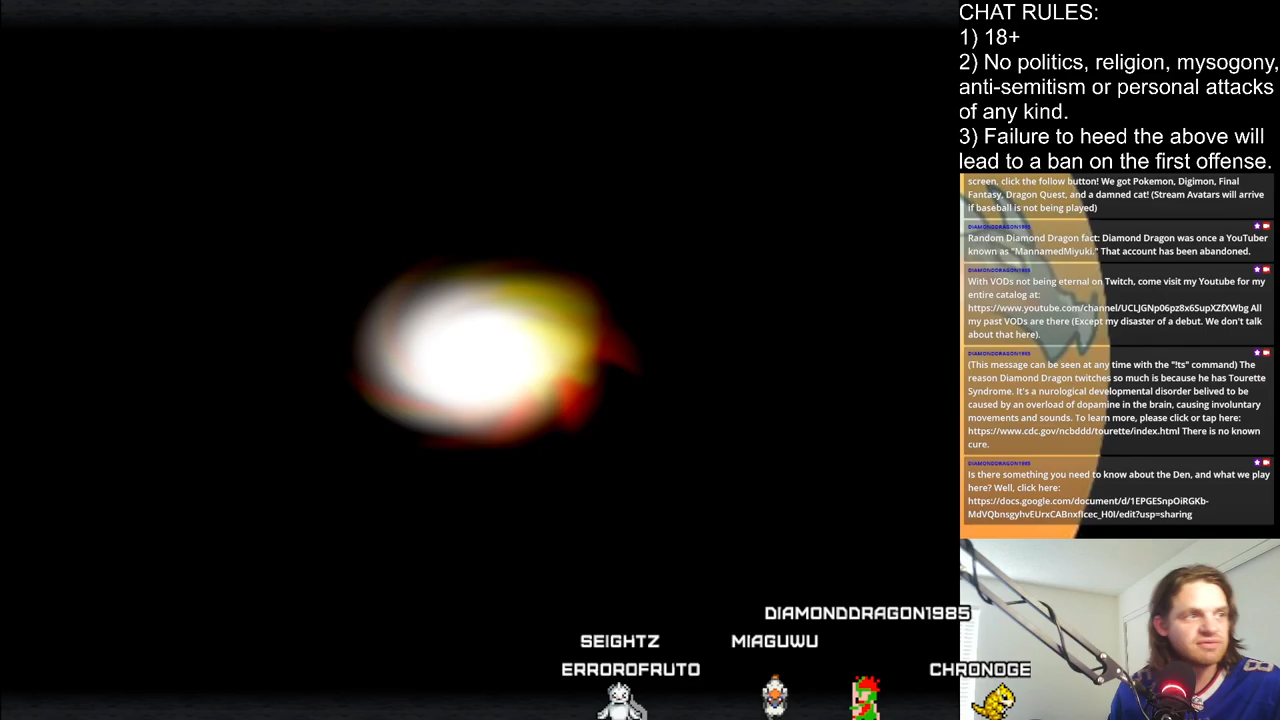 CHAT RULES:
1) 18+
2) No politics, religion, mysogony,
anti-semitism or personal attacks
of any kind.
3) Failure to heed the above will
lead to a ban on the first offense.
screen, click the follow button! We got Pokemon, Digimon, Final
Fantasy, Dragon Quest, and a damned cat! (Stream Avatars will arrive
if baseball is not being played)
DIAMONDDRAGON1985
Random Diamond Dragon fact: Diamond Dragon was once a YouTuber
known as "MannamedMiyuki." That account has been abandoned.
DIAMONDDRAGON1985
With VODs not being eternal on Twitch, come visit my Youtube for my
entire catalog at:
https://www.youtube.com/channel/UCLJGNp06pz8x6SupXZfXWbg All
my past VODs are there (Except my disaster of a debut. We don't talk
about that here).
DIAMONDDRAGON1985
(This message can be seen at any time with the "!ts" command) The
reason Diamond Dragon twitches so much is because he has Tourette
Syndrome. It's a nurological developmental disorder belived to be
caused by an overload of dopamine in the brain, causing involuntary
movements and sounds. To learn more, please click or tap here:
https://www.cdc.gov/ncbddd/tourette/index.html There is no known
cure.
DIAMONDDRAGON1985
Is there something you need to know about the Den, and what we play
here? Well, click here:
https://docs.google.com/document/d/1EPGESnpOiRGKb-
MdVQbnsgyhvEUrxCABnxfIcec_H0I/edit?usp=sharing
DIAMONDDRAGON1985
SEIGHTZ
MIAGUWU
ERROROFRUTO
CHRONOGE